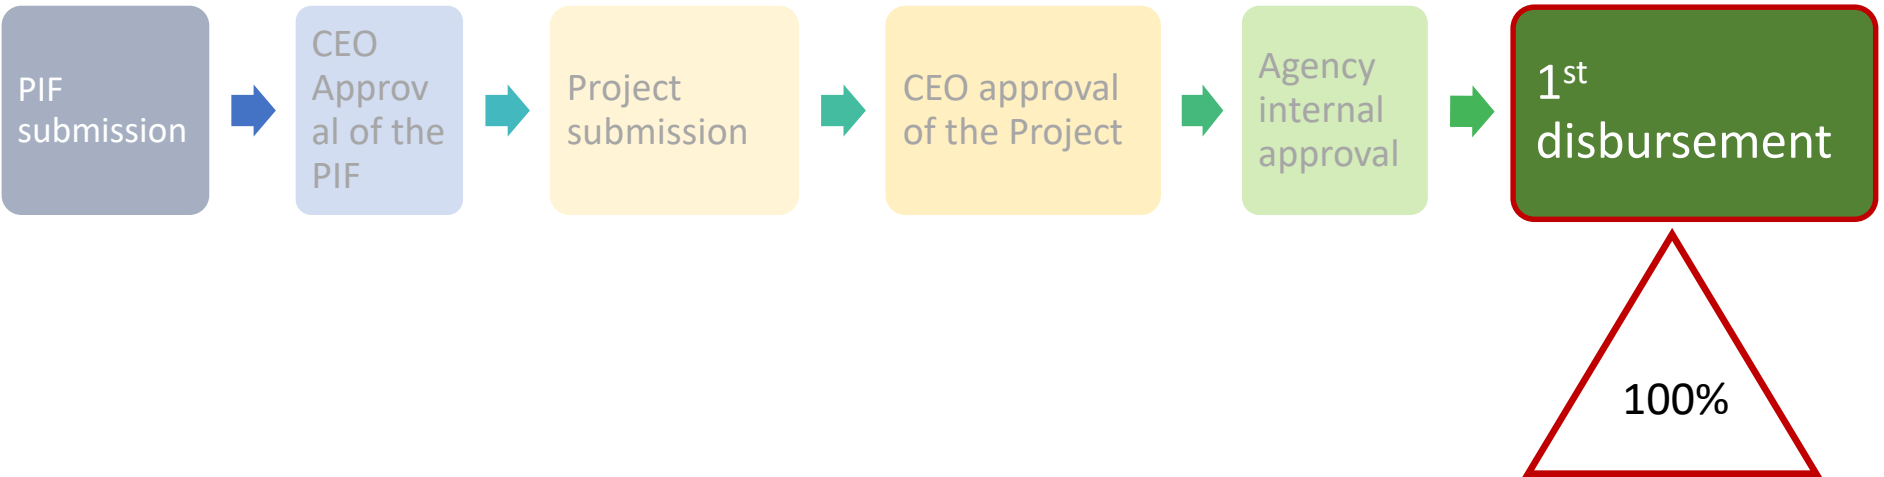 PIF
submission
CEO
Approv
al of the
PIF
Project
submission
CEO approval
of the Project
Agency
internal
approval
1st
disbursement
100%